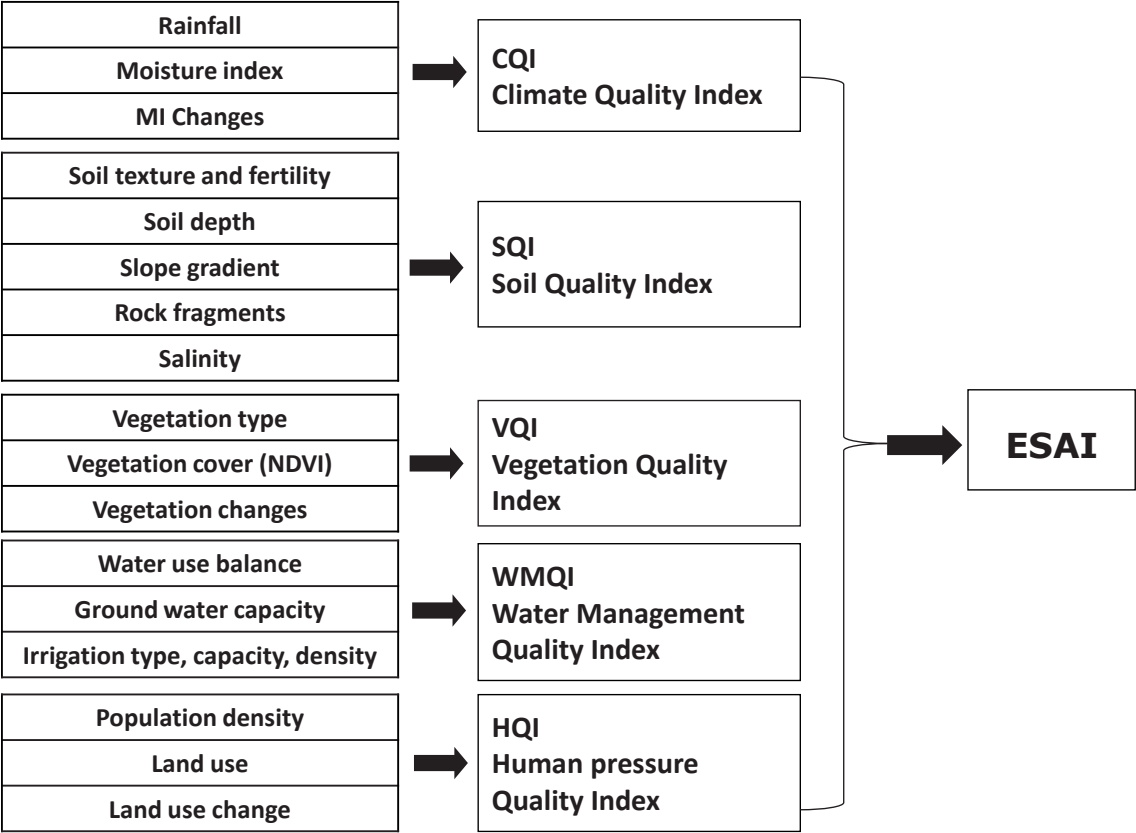 Rainfall
Moisture index
MI Changes
CQI
Climate Quality Index
Soil texture and fertility
Soil depth
Slope gradient
Rock fragments
Salinity
SQI
Soil Quality Index
Vegetation type
Vegetation cover (NDVI)
Vegetation changes
VQI
Vegetation Quality
Index
Water use balance
Ground water capacity
Irrigation type, capacity, density
WMQI
Water Management
Quality Index
Population density
Land use
Land use change
HQI
Human pressure
Quality Index
ESAI